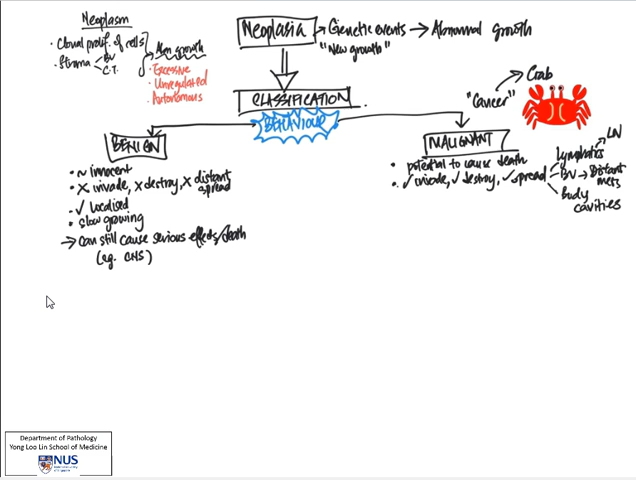 Neoplasm
• Clonal prolif. of cells
• Stroma < BV
C.T.
Abn growth
• Excessive
• Unregulated
• Autonomous
Neoplasia → Genetic events → Abnormal growth
"New growth"
CLASSIFICATION
BEHAVIOUR
"Cancer" → Crab
BENIGN
• ~ innocent
• X invade, X destroy, X distant
spread
• ✓ Localised
• Slow growing
→ Can still cause serious effects/death
(eg. CNS)
MALIGNANT
• potential to cause death
• ✓ invade, ✓ destroy, ✓ spread
Lymphatics → LN
BV → Distant
mets
Body
cavities
Department of Pathology
Yong Loo Lin School of Medicine
NUS